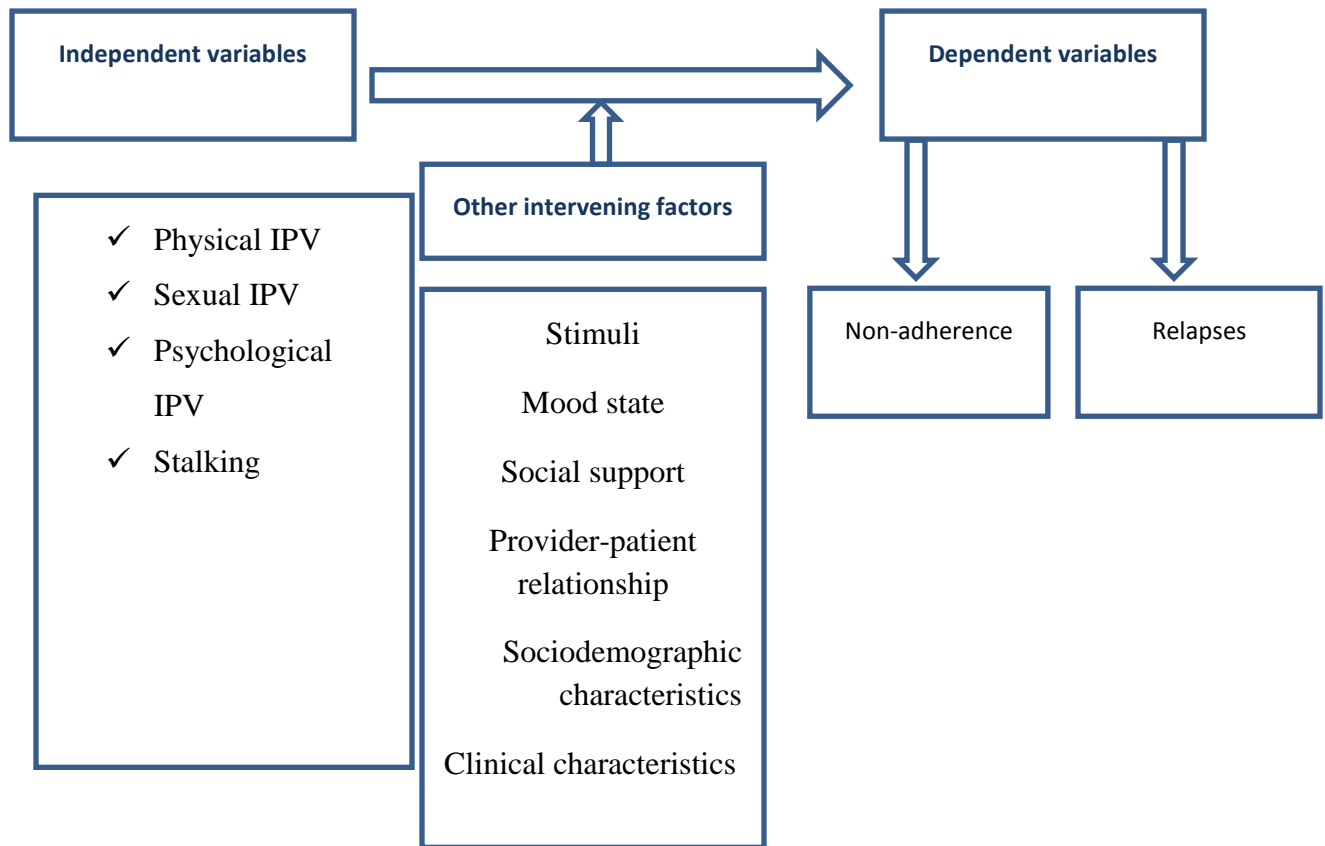 Independent variables
Dependent variables
Other intervening factors
✓ Physical IPV
✓ Sexual IPV
✓ Psychological
IPV
✓ Stalking
Stimuli
Mood state
Social support
Provider-patient
relationship
Sociodemographic
characteristics
Clinical characteristics
Non-adherence
Relapses